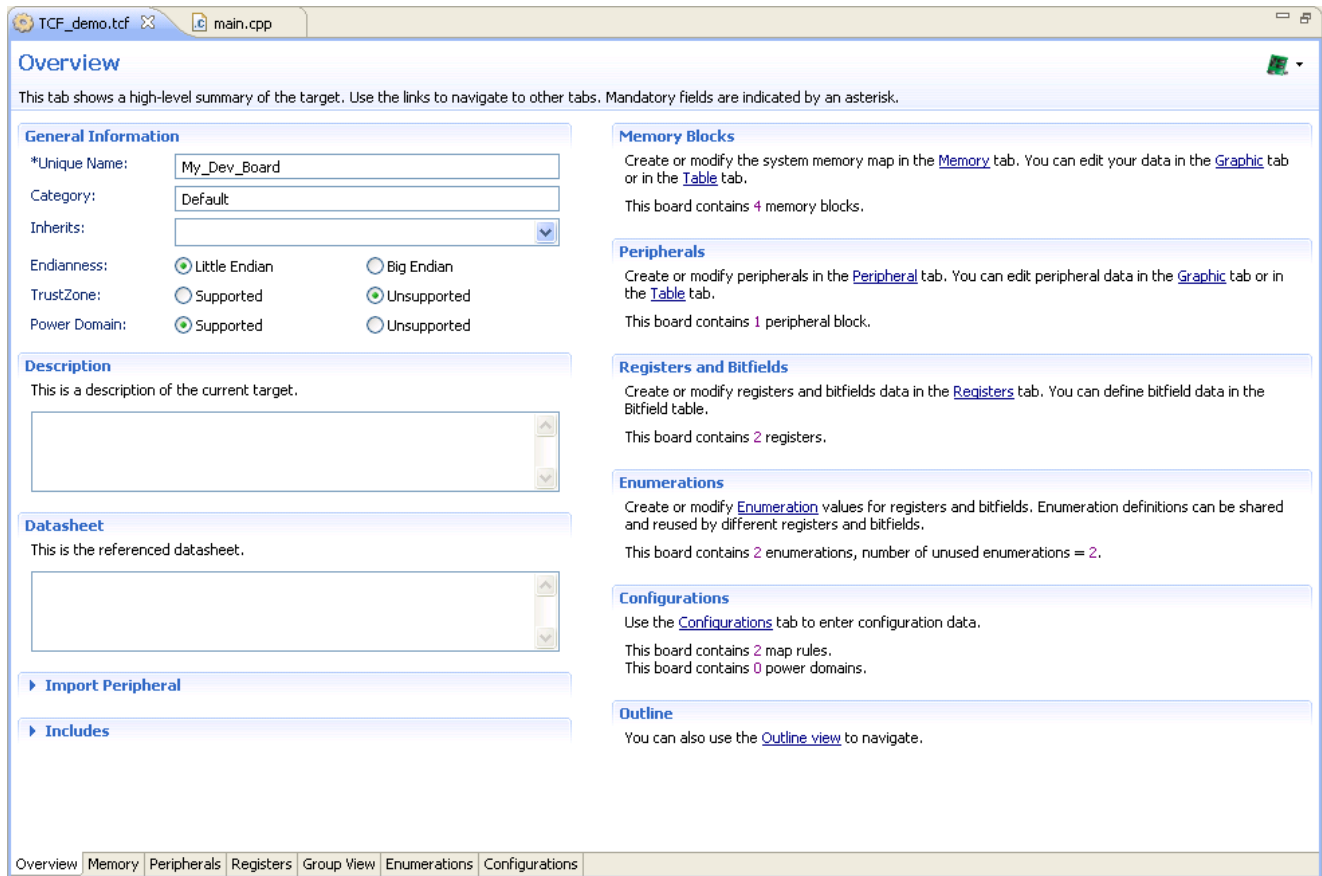 TCF_demo.tcf
main.cpp
Overview
This tab shows a high-level summary of the target. Use the links to navigate to other tabs. Mandatory fields are indicated by an asterisk.
General Information
*Unique Name: My_Dev_Board
Category: Default
Inherits:
Endianness: Little Endian Big Endian
TrustZone: Supported Unsupported
Power Domain: Supported Unsupported
Description
This is a description of the current target.
Datasheet
This is the referenced datasheet.
Import Peripheral
Includes
Memory Blocks
Create or modify the system memory map in the Memory tab. You can edit your data in the Graphic tab
or in the Table tab.
This board contains 4 memory blocks.
Peripherals
Create or modify peripherals in the Peripheral tab. You can edit peripheral data in the Graphic tab or in
the Table tab.
This board contains 1 peripheral block.
Registers and Bitfields
Create or modify registers and bitfields data in the Registers tab. You can define bitfield data in the
Bitfield table.
This board contains 2 registers.
Enumerations
Create or modify Enumeration values for registers and bitfields. Enumeration definitions can be shared
and reused by different registers and bitfields.
This board contains 2 enumerations, number of unused enumerations = 2.
Configurations
Use the Configurations tab to enter configuration data.
This board contains 2 map rules.
This board contains 0 power domains.
Outline
You can also use the Outline view to navigate.
Overview Memory Peripherals Registers Group View Enumerations Configurations